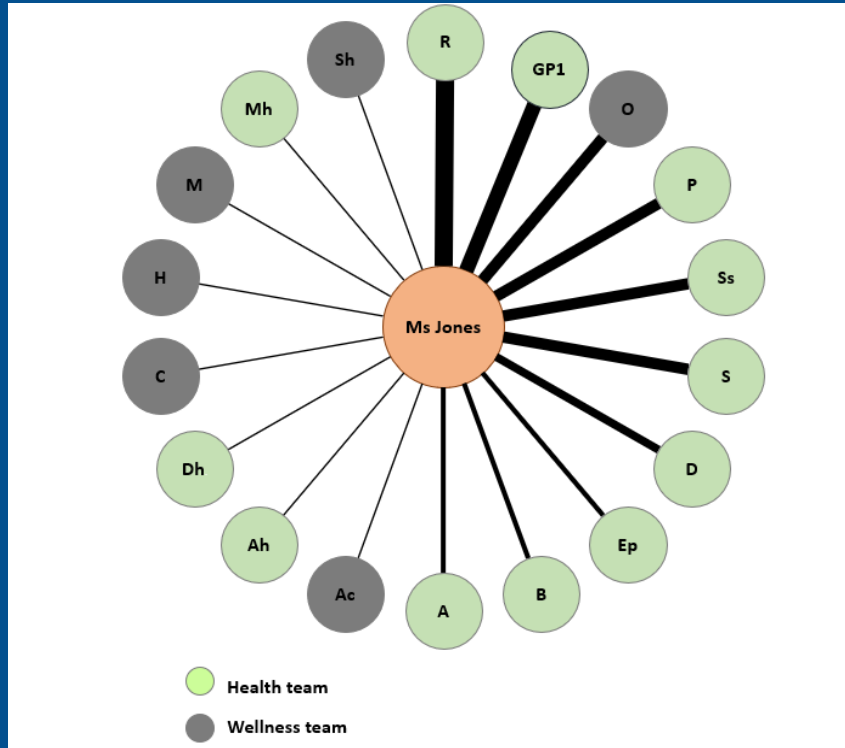 R
Sh
GP1
Mh
O
M
P
H
Ss
Ms Jones
C
S
Dh
D
Ah
Ep
Ac
B
A
Health team
Wellness team